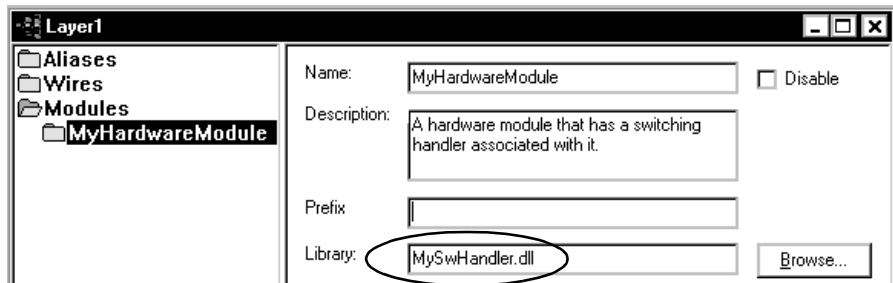 Layer1
Aliases
Wires
Modules
MyHardwareModule
Name:
MyHardwareModule
Disable
Description:
A hardware module that has a switching
handler associated with it.
Prefix
Library:
MySwHandler.dll
Browse...